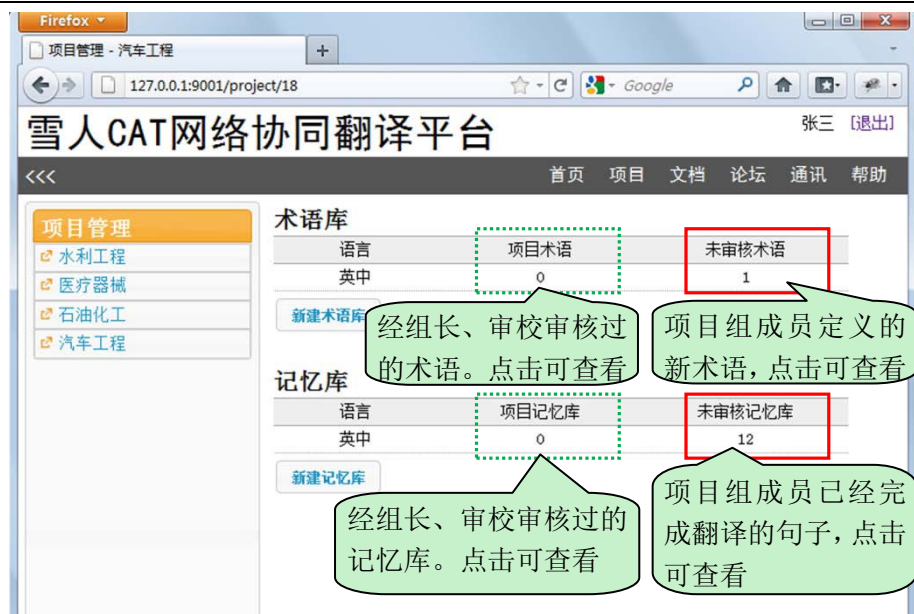 Firefox
项目管理 - 汽车工程
127.0.0.1:9001/project/18
Google
雪人CAT网络协同翻译平台
张三 [退出]
<<<
首页 项目 文档 论坛 通讯 帮助
项目管理
水利工程
医疗器械
石油化工
汽车工程
术语库
语言 项目术语 未审核术语
英中 0 1
新建术语库
经组长、审校审核过
的术语。点击可查看
项目组成员定义的
新术语,点击可查看
记忆库
语言 项目记忆库 未审核记忆库
英中 0 12
新建记忆库
经组长、审校审核过的
记忆库。点击可查看
项目组成员已经完
成翻译的句子,点击
可查看